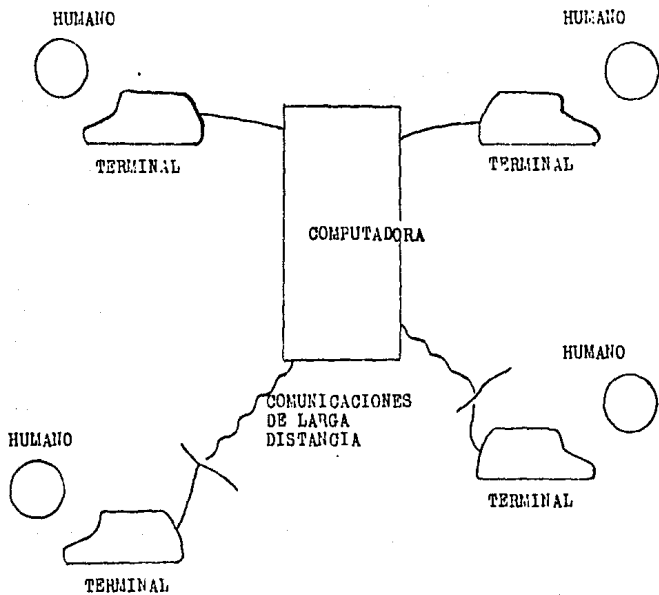 HUMANO
HUMANO
TERMINAL
TERMINAL
COMPUTADORA
HUMANO
COMUNICACIONES
DE LARGA
DISTANCIA
HUMANO
TERMINAL
TERMINAL